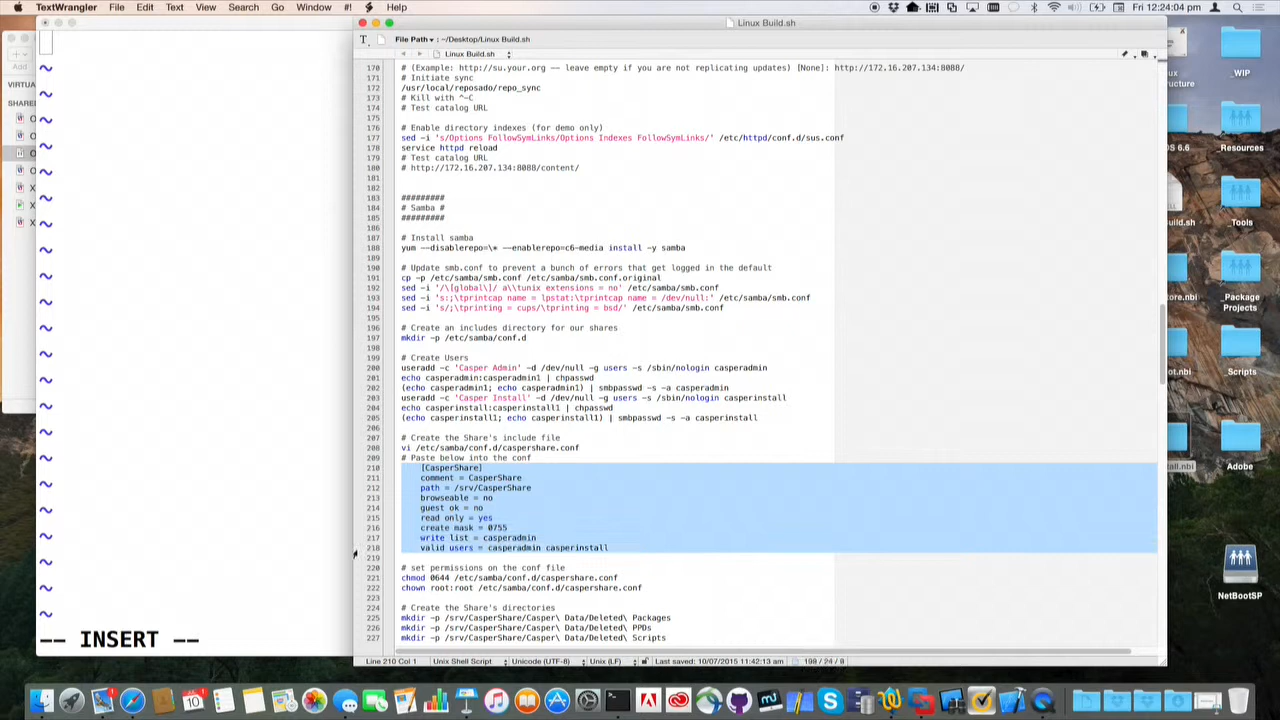 TextWrangler File Edit Text View Search Go Window #! Help Fri 12:24:04 pm
Linux Build.sh
File Path ▾ : ~/Desktop/Linux Build.sh
Linux Build.sh
Add
VIRTUA
SHARE
170 # (Example: http://su.your.org -- leave empty if you are not replicating updates) [None]: http://172.16.207.134:8088/
171 # Initiate sync
172 /usr/local/reposado/repo_sync
173 # Kill with ^-C
174 # Test catalog URL
175
176 # Enable directory indexes (for demo only)
177 sed -i 's/Options FollowSymLinks/Options Indexes FollowSymLinks/' /etc/httpd/conf.d/sus.conf
178 service httpd reload
179 # Test catalog URL
180 # http://172.16.207.134:8088/content/
181
182
183 #########
184 # Samba #
185 #########
186
187 # Install samba
188 yum --disablerepo=\* --enablerepo=c6-media install -y samba
189
190 # Update smb.conf to prevent a bunch of errors that get logged in the default
191 cp -p /etc/samba/smb.conf /etc/samba/smb.conf.original
192 sed -i '/\[global\]/ a\\tunix extensions = no' /etc/samba/smb.conf
193 sed -i 's:;\tprintcap name = lpstat:\tprintcap name = /dev/null:' /etc/samba/smb.conf
194 sed -i 's/;\tprinting = cups/\tprinting = bsd/' /etc/samba/smb.conf
195
196 # Create an includes directory for our shares
197 mkdir -p /etc/samba/conf.d
198
199 # Create Users
200 useradd -c 'Casper Admin' -d /dev/null -g users -s /sbin/nologin casperadmin
201 echo casperadmin:casperadmin1 | chpasswd
202 (echo casperadmin1; echo casperadmin1) | smbpasswd -s -a casperadmin
203 useradd -c 'Casper Install' -d /dev/null -g users -s /sbin/nologin casperinstall
204 echo casperinstall:casperinstall1 | chpasswd
205 (echo casperinstall1; echo casperinstall1) | smbpasswd -s -a casperinstall
206
207 # Create the Share's include file
208 vi /etc/samba/conf.d/caspershare.conf
209 # Paste below into the conf
210 [CasperShare]
211 comment = CasperShare
212 path = /srv/CasperShare
213 browseable = no
214 guest ok = no
215 read only = yes
216 create mask = 0755
217 write list = casperadmin
218 valid users = casperadmin casperinstall
219
220 # set permissions on the conf file
221 chmod 0644 /etc/samba/conf.d/caspershare.conf
222 chown root:root /etc/samba/conf.d/caspershare.conf
223
224 # Create the Share's directories
225 mkdir -p /srv/CasperShare/Casper\ Data/Deleted\ Packages
226 mkdir -p /srv/CasperShare/Casper\ Data/Deleted\ PPDs
227 mkdir -p /srv/CasperShare/Casper\ Data/Deleted\ Scripts
-- INSERT --
Line 210 Col 1 Unix Shell Script Unicode (UTF-8) Unix (LF) Last saved: 10/07/2015 11:42:13 am
_WIP
_Resources
_Tools
_Package Projects
_Scripts
Adobe
NetBootSP
ucture
OS 6.6
uild.sh
ore.nbi
ot.nbi
tall.nbi